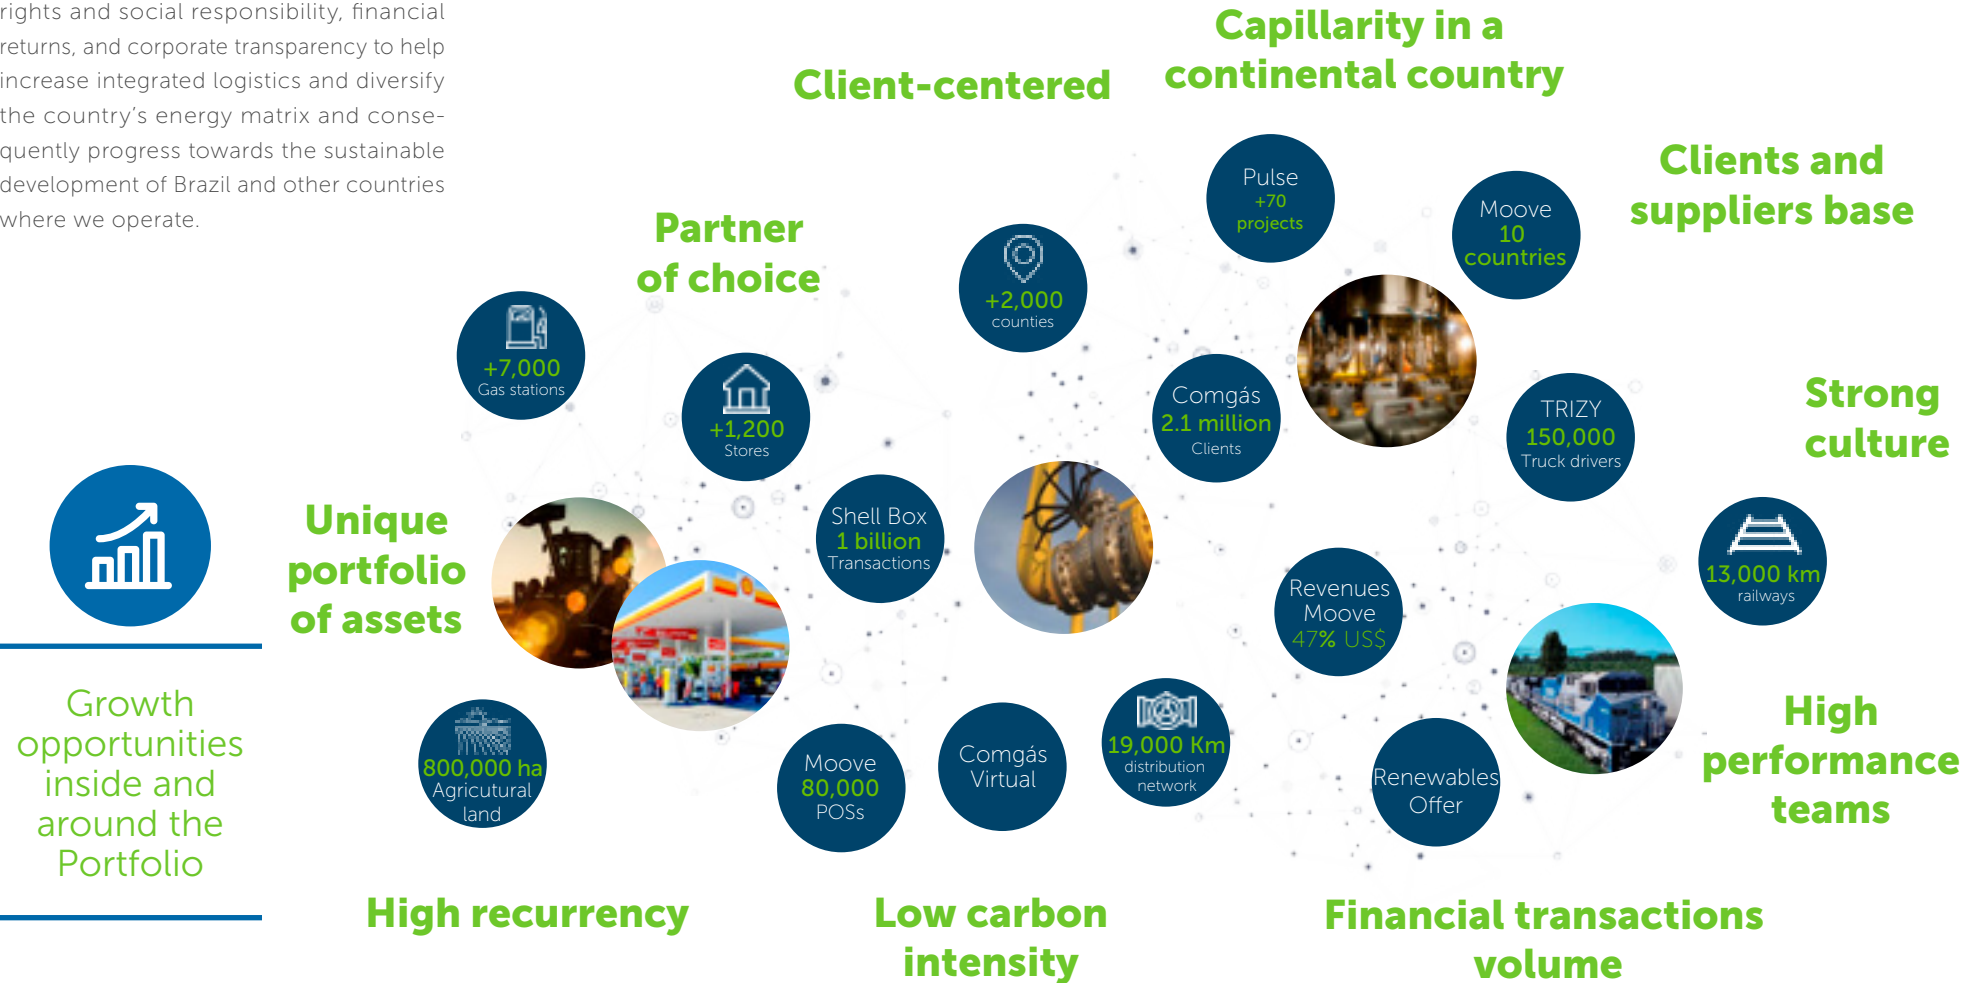 rights and social responsibility, financial
returns, and corporate transparency to help
increase integrated logistics and diversify
the country's energy matrix and conse-
quently progress towards the sustainable
development of Brazil and other countries
where we operate.
Growth
opportunities
inside and
around the
Portfolio
Client-centered
Capillarity in a
continental country
Clients and
suppliers base
Partner
of choice
Strong
culture
Unique
portfolio
of assets
High
performance
teams
High recurrency
Low carbon
intensity
Financial transactions
volume
Pulse
+70
projects
Moove
10
countries
+2,000
counties
+7,000
Gas stations
+1,200
Stores
Comgás
2.1 million
Clients
TRIZY
150,000
Truck drivers
Shell Box
1 billion
Transactions
13,000 km
railways
Revenues
Moove
47% US$
800,000 ha
Agricutural
land
Moove
80,000
POSs
Comgás
Virtual
19,000 Km
distribution
network
Renewables
Offer